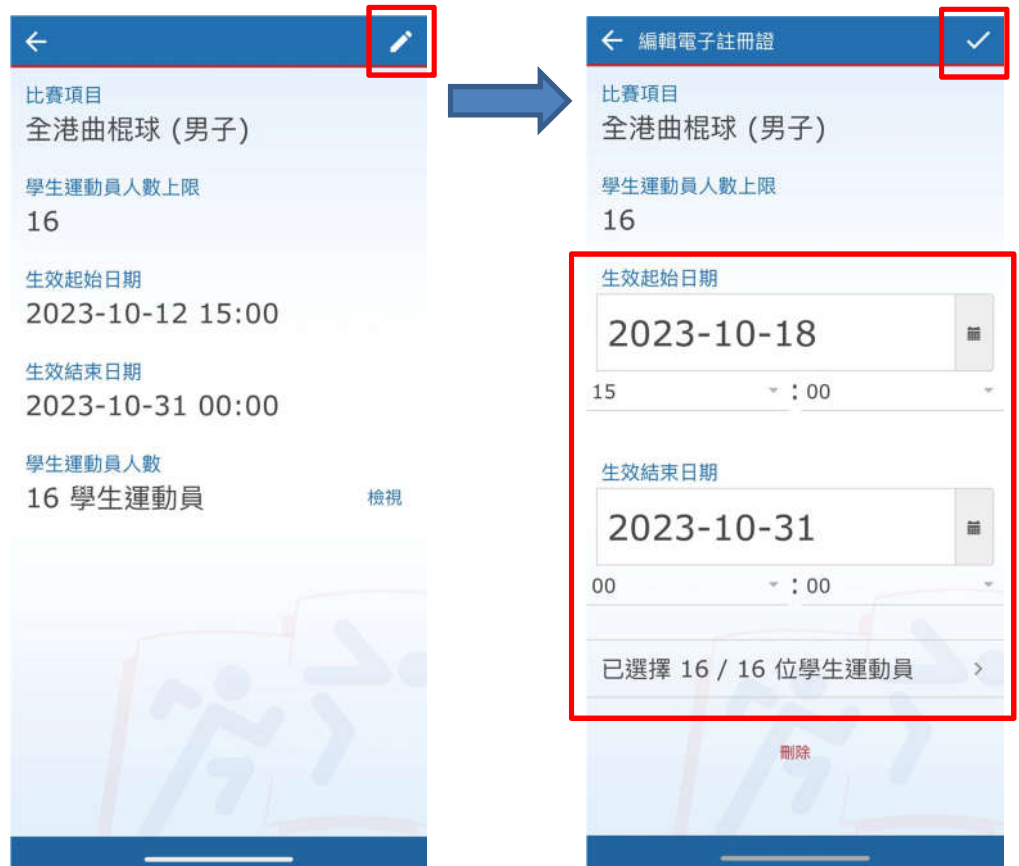 比賽項目
全港曲棍球 (男子)
學生運動員人數上限
16
生效起始日期
2023-10-12 15:00
生效結束日期
2023-10-31 00:00
學生運動員人數
16 學生運動員 檢視
編輯電子註冊證
比賽項目
全港曲棍球 (男子)
學生運動員人數上限
16
生效起始日期
2023-10-18
15 : 00
生效結束日期
2023-10-31
00 : 00
已選擇 16 / 16 位學生運動員
刪除